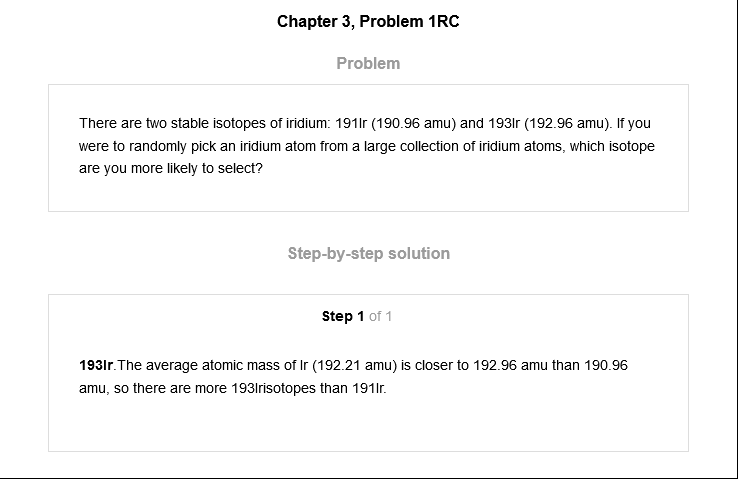 Chapter 3, Problem 1RC
Problem
There are two stable isotopes of iridium: 191Ir (190.96 amu) and 193Ir (192.96 amu). If you
were to randomly pick an iridium atom from a large collection of iridium atoms, which isotope
are you more likely to select?
Step-by-step solution
Step 1 of 1
193Ir.The average atomic mass of Ir (192.21 amu) is closer to 192.96 amu than 190.96
amu, so there are more 193Irisotopes than 191Ir.